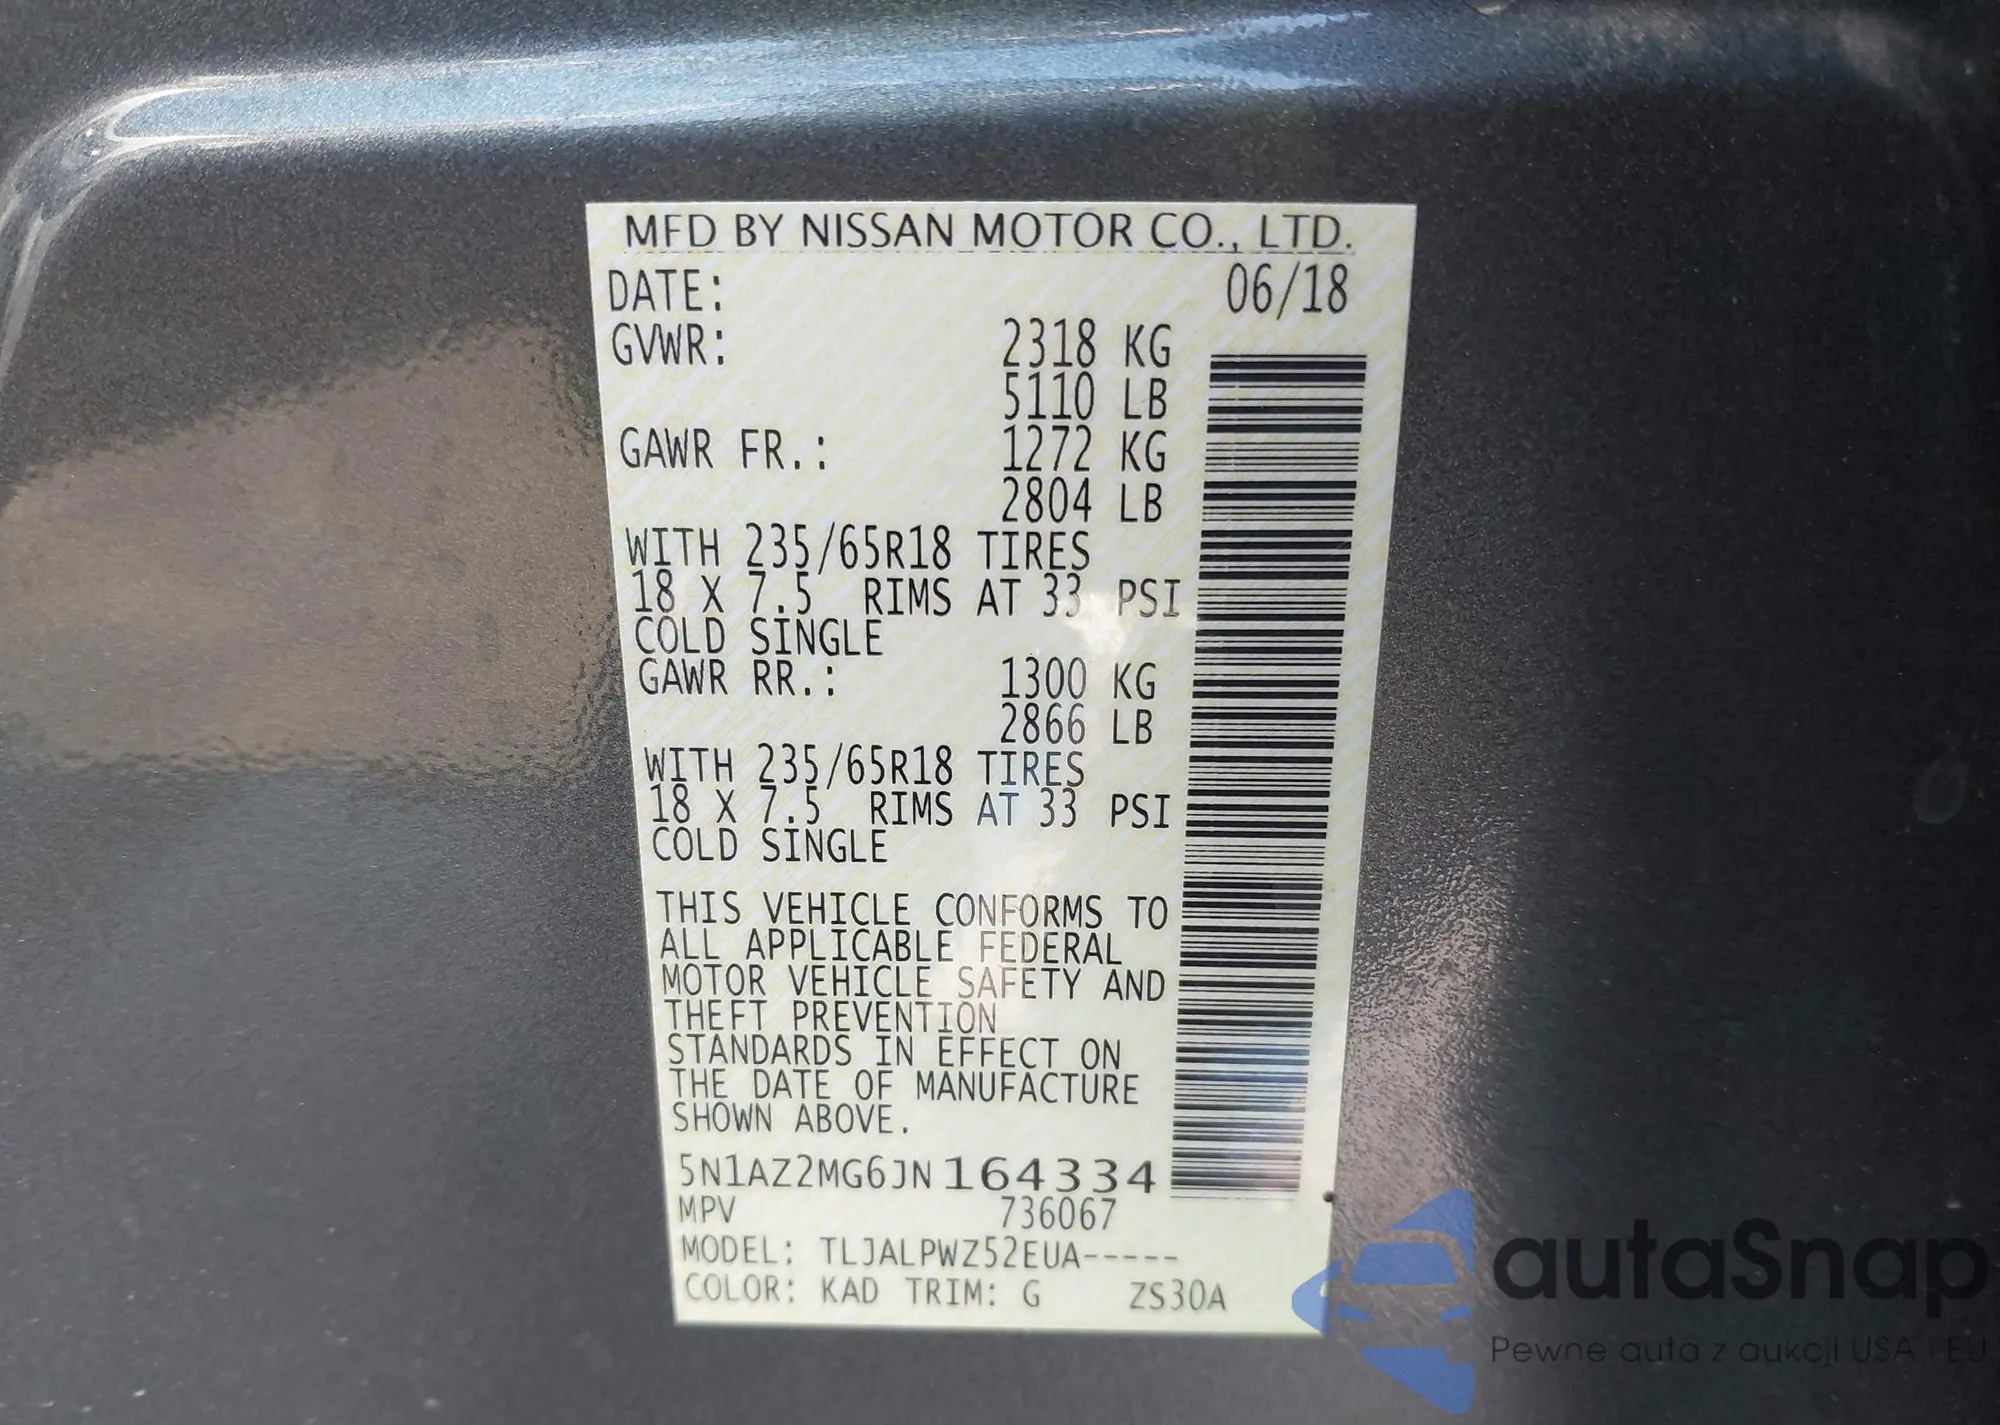 MFD BY NISSAN MOTOR CO., LTD.
DATE: 06/18
GVWR: 2318 KG
5110 LB
GAWR FR.: 1272 KG
2804 LB
WITH 235/65R18 TIRES
18 X 7.5 RIMS AT 33 PSI
COLD SINGLE
GAWR RR.: 1300 KG
2866 LB
WITH 235/65R18 TIRES
18 X 7.5 RIMS AT 33 PSI
COLD SINGLE
THIS VEHICLE CONFORMS TO
ALL APPLICABLE FEDERAL
MOTOR VEHICLE SAFETY AND
THEFT PREVENTION
STANDARDS IN EFFECT ON
THE DATE OF MANUFACTURE
SHOWN ABOVE.
5N1AZ2MG6JN164334
MPV 736067
MODEL: TLJALPWZ52EUA-----
COLOR: KAD TRIM: G ZS30A
autaSnap
Pewne auta z aukcji USA i EU